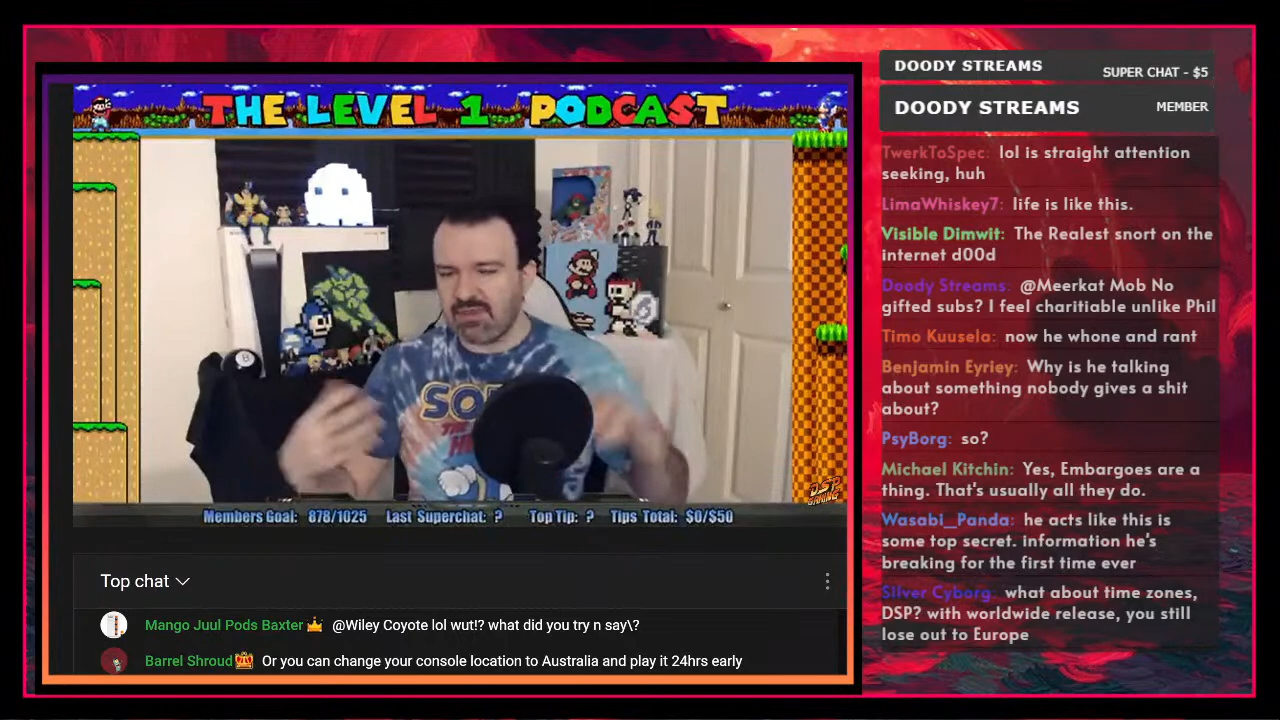 THE LEVEL 1 PODCAST
8
DSP
GAMING
Members Goal: 878/1025 Last Superchat: ? Top Tip: ? Tips Total: $0/$50
Top chat
Mango Juul Pods Baxter @Wiley Coyote lol wut!? what did you try n say\?
Barrel Shroud Or you can change your console location to Australia and play it 24hrs early
DOODY STREAMS SUPER CHAT - $5
DOODY STREAMS MEMBER
TwerkToSpec: lol is straight attention
seeking, huh
LimaWhiskey7: life is like this.
Visible Dimwit: The Realest snort on the
internet d00d
Doody Streams: @Meerkat Mob No
gifted subs? I feel charitiable unlike Phil
Timo Kuusela: now he whone and rant
Benjamin Eyriey: Why is he talking
about something nobody gives a shit
about?
PsyBorg: so?
Michael Kitchin: Yes, Embargoes are a
thing. That's usually all they do.
Wasabi_Panda: he acts like this is
some top secret. information he's
breaking for the first time ever
Silver Cyborg: what about time zones,
DSP? with worldwide release, you still
lose out to Europe